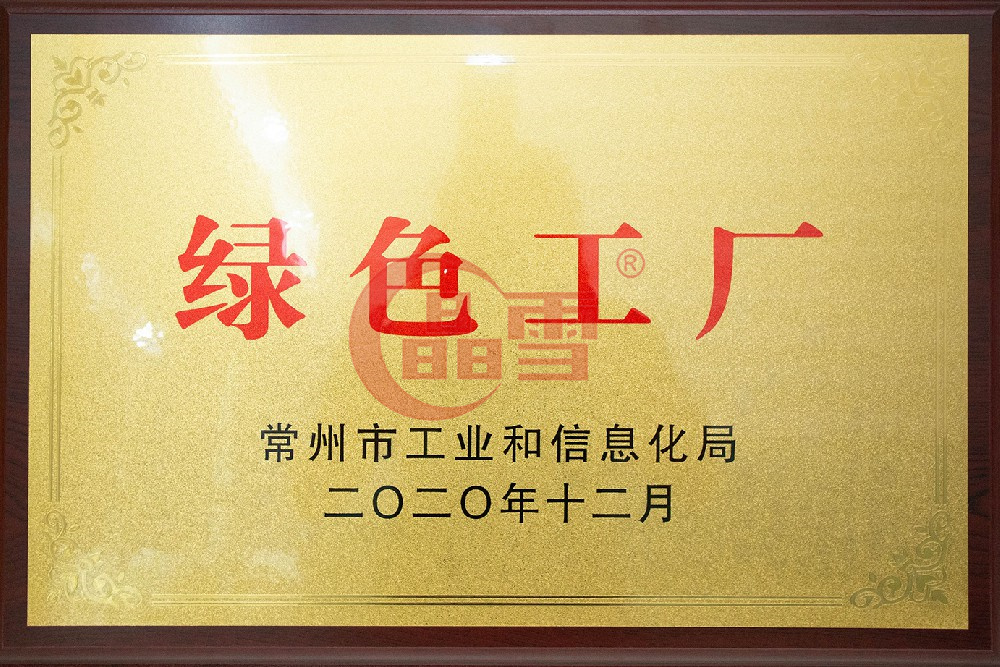 绿色工厂
®
晶雪
常州市工业和信息化局
二〇二〇年十二月